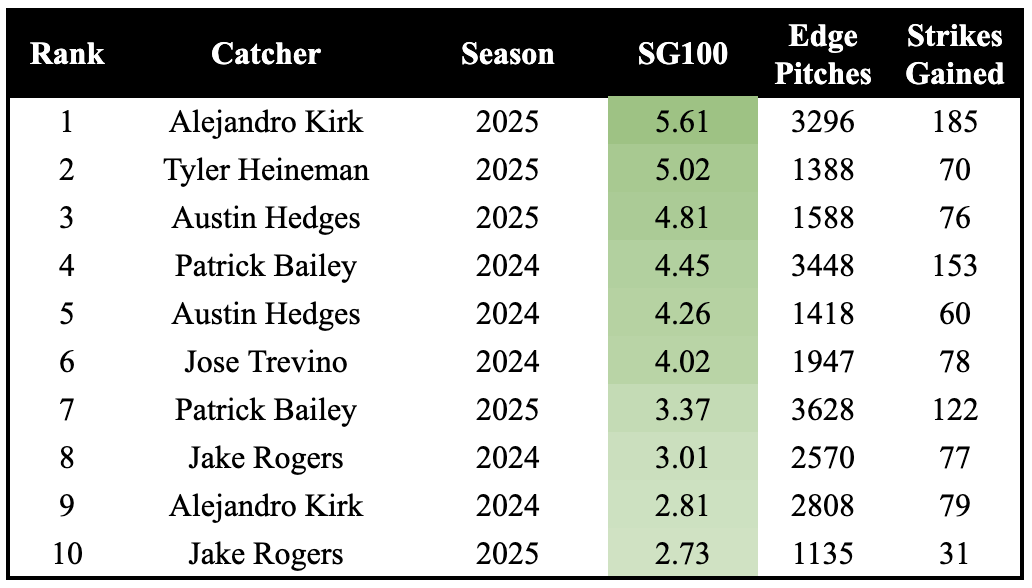 Rank Catcher Season SG100 Edge Pitches Strikes Gained
1 Alejandro Kirk 2025 5.61 3296 185
2 Tyler Heineman 2025 5.02 1388 70
3 Austin Hedges 2025 4.81 1588 76
4 Patrick Bailey 2024 4.45 3448 153
5 Austin Hedges 2024 4.26 1418 60
6 Jose Trevino 2024 4.02 1947 78
7 Patrick Bailey 2025 3.37 3628 122
8 Jake Rogers 2024 3.01 2570 77
9 Alejandro Kirk 2024 2.81 2808 79
10 Jake Rogers 2025 2.73 1135 31